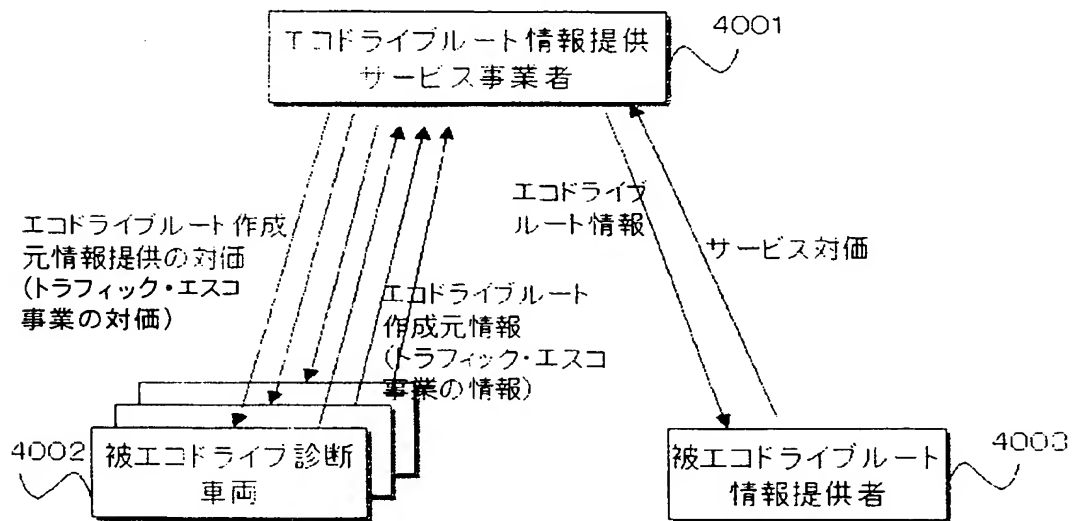 エコドライブルート情報提供
サービス事業者
4001
エコドライブルート作成
元情報提供の対価
(トラフィック・エスコ
事業の対価)
エコドライブルート
作成元情報
(トラフィック・エスコ
事業の情報)
エコドライブ
ルート情報
サービス対価
4002
被エコドライブ診断
車両
被エコドライブルート
情報提供者
4003